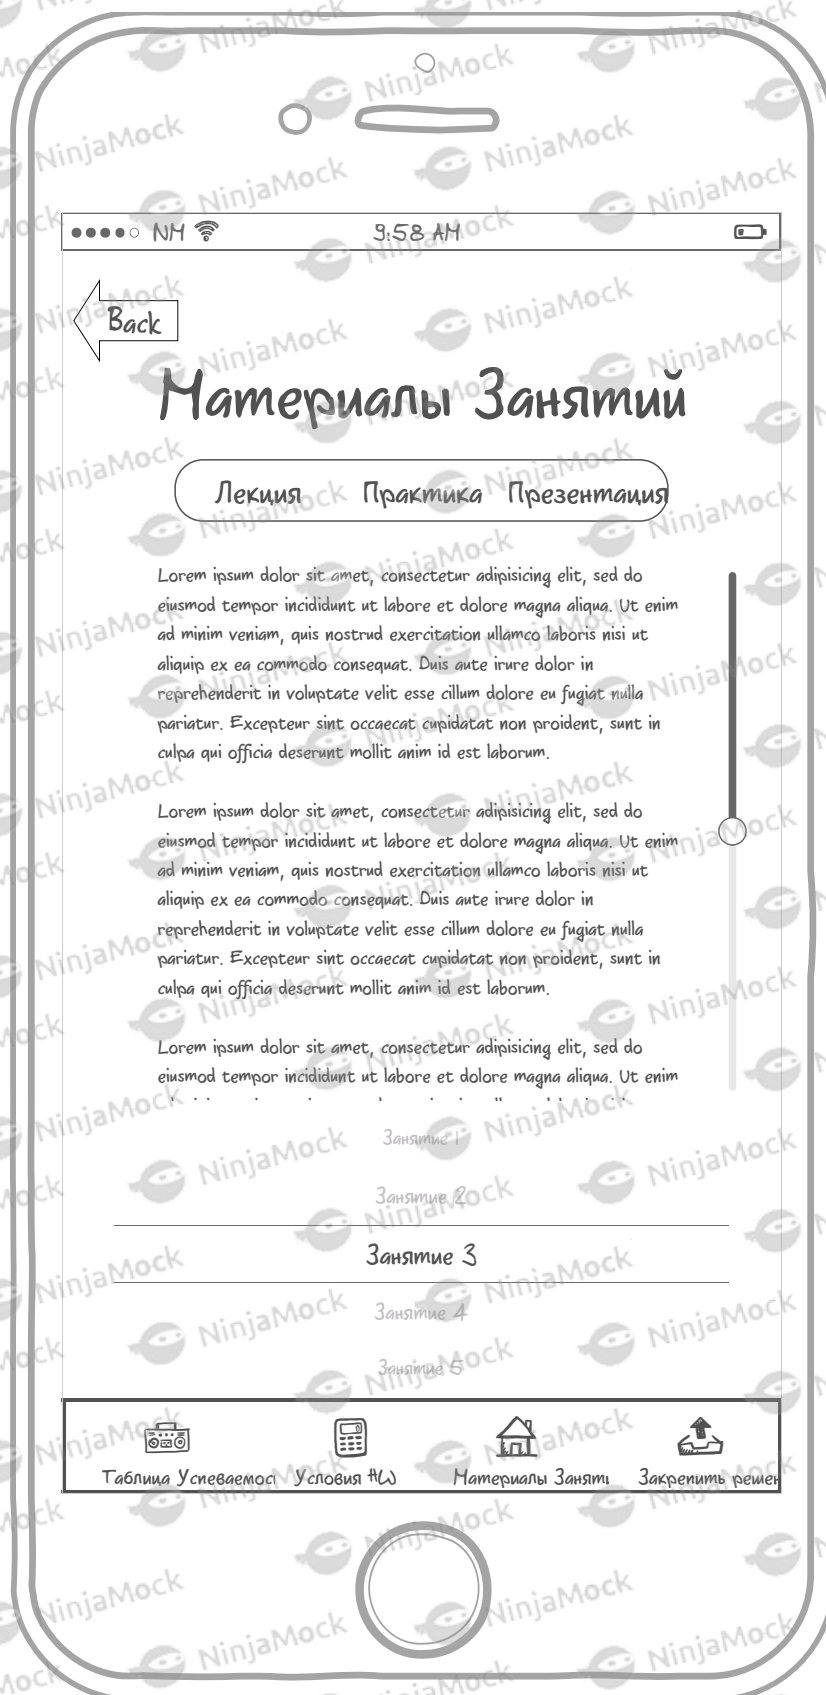 NM 9:58 AM
Back
Материалы Занятий
Лекция Практика Презентация
Lorem ipsum dolor sit amet, consectetur adipisicing elit, sed do
eiusmod tempor incididunt ut labore et dolore magna aliqua. Ut enim
ad minim veniam, quis nostrud exercitation ullamco laboris nisi ut
aliquip ex ea commodo consequat. Duis aute irure dolor in
reprehenderit in voluptate velit esse cillum dolore eu fugiat nulla
pariatur. Excepteur sint occaecat cupidatat non proident, sunt in
culpa qui officia deserunt mollit anim id est laborum.
Lorem ipsum dolor sit amet, consectetur adipisicing elit, sed do
eiusmod tempor incididunt ut labore et dolore magna aliqua. Ut enim
ad minim veniam, quis nostrud exercitation ullamco laboris nisi ut
aliquip ex ea commodo consequat. Duis aute irure dolor in
reprehenderit in voluptate velit esse cillum dolore eu fugiat nulla
pariatur. Excepteur sint occaecat cupidatat non proident, sunt in
culpa qui officia deserunt mollit anim id est laborum.
Lorem ipsum dolor sit amet, consectetur adipisicing elit, sed do
eiusmod tempor incididunt ut labore et dolore magna aliqua. Ut enim
Занятие 1
Занятие 2
Занятие 3
Занятие 4
Занятие 5
Таблица Успеваемос Условия HW Материалы Заняти Закрепить решен
NinjaMock